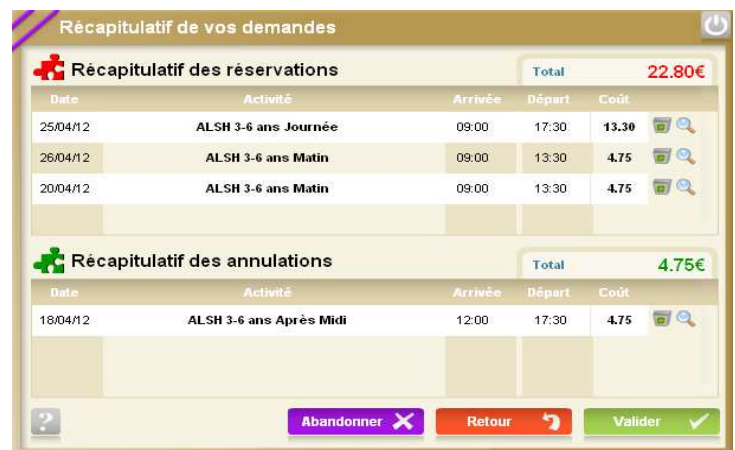 Récapitulatif de vos demandes
Récapitulatif des réservations Total 22.80€
Date Activité Arrivée Départ Coût
25/04/12 ALSH 3-6 ans Journée 09:00 17:30 13.30
26/04/12 ALSH 3-6 ans Matin 09:00 13:30 4.75
20/04/12 ALSH 3-6 ans Matin 09:00 13:30 4.75
Récapitulatif des annulations Total 4.75€
Date Activité Arrivée Départ Coût
18/04/12 ALSH 3-6 ans Après Midi 12:00 17:30 4.75
? Abandonner Retour Valider